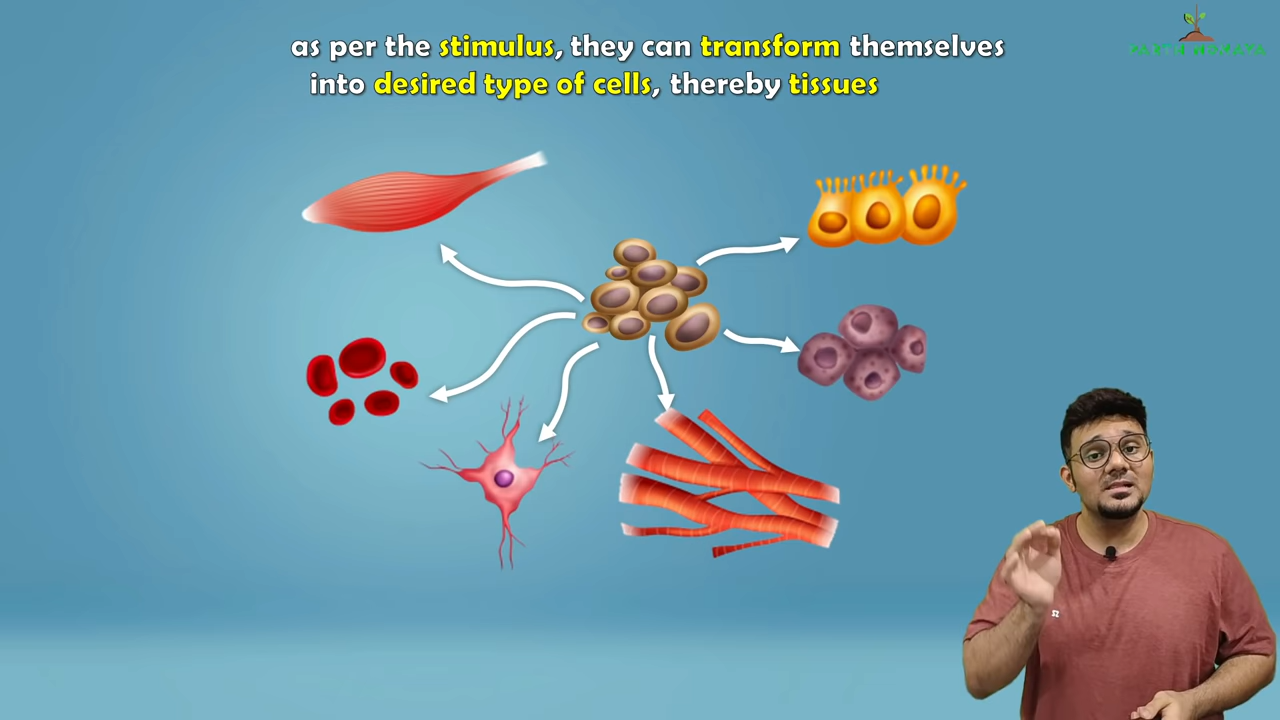 as per the stimulus, they can transform themselves
into desired type of cells, thereby tissues